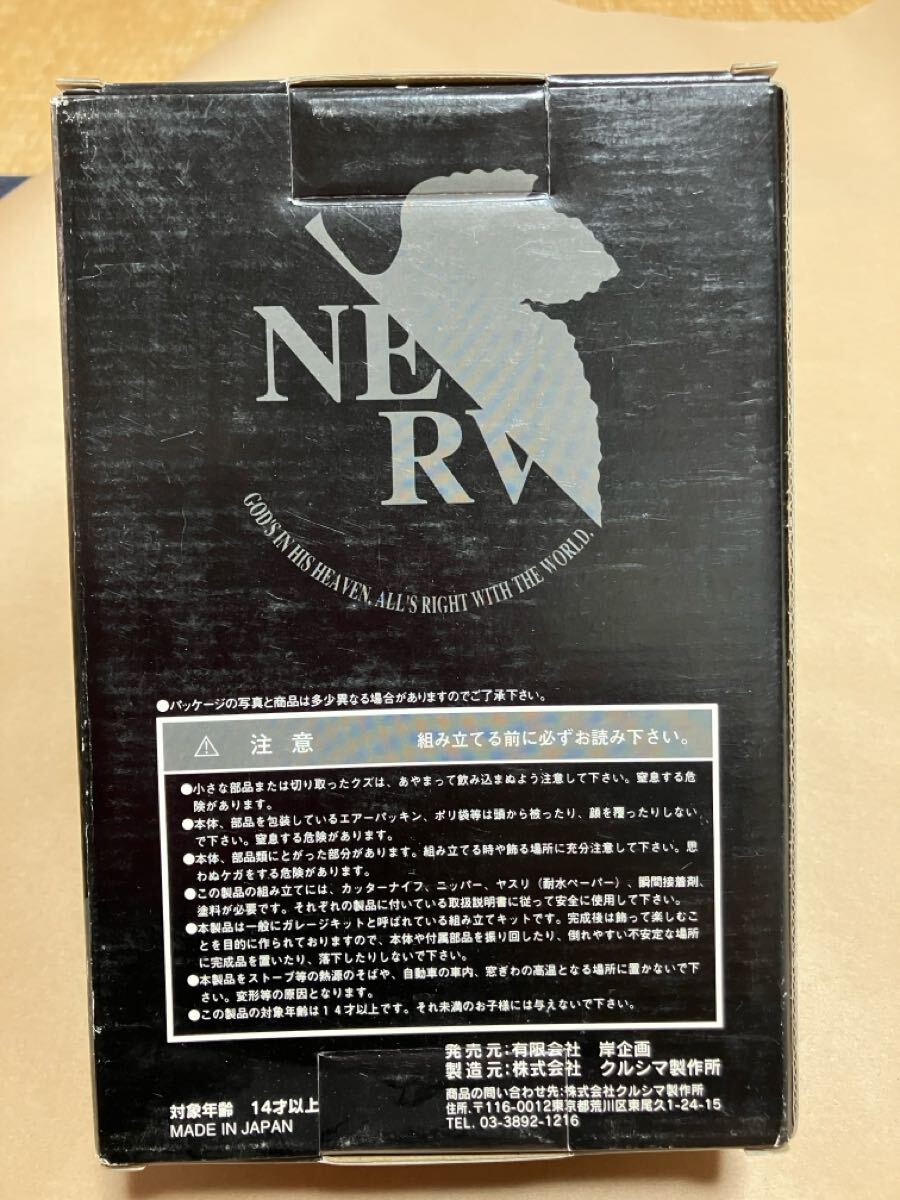 NE
RV
GOD'S IN HIS HEAVEN. ALL'S RIGHT WITH THE WORLD.
●パッケージの写真と商品は多少異なる場合がありますのでご了承下さい。
⚠ 注 意 組み立てる前に必ずお読み下さい。
●小さな部品または切り取ったクズは、あやまって飲み込まぬよう注意して下さい。窒息する危
険があります。
●本体、部品を包装しているエアーパッキン、ポリ袋等は頭から被ったり、顔を覆ったりしない
で下さい。窒息する危険があります。
●本体、部品類にとがった部分があります。組み立てる時や飾る場所に充分注意して下さい。思
わぬケガをする危険があります。
●この製品の組み立てには、カッターナイフ、ニッパー、ヤスリ（耐水ペーパー）、瞬間接着剤、
塗料が必要です。それぞれの製品に付いている取扱説明書に従って安全に使用して下さい。
●本製品は一般にガレージキットと呼ばれている組み立てキットです。完成後は飾って楽しむこ
とを目的に作られておりますので、本体や付属部品を振り回したり、倒れやすい不安定な場所
に完成品を置いたり、落下したりしないで下さい。
●本製品をストーブ等の熱源のそばや、自動車の車内、窓ぎわの高温となる場所に置かないで下
さい。変形等の原因となります。
●この製品の対象年齢は１４才以上です。それ未満のお子様には与えないで下さい。
発売元:有限会社 岸企画
製造元:株式会社 クルシマ製作所
商品の問い合わせ先:株式会社クルシマ製作所
住所.〒116-0012東京都荒川区東尾久1-24-15
TEL. 03-3892-1216
対象年齢 14才以上
MADE IN JAPAN